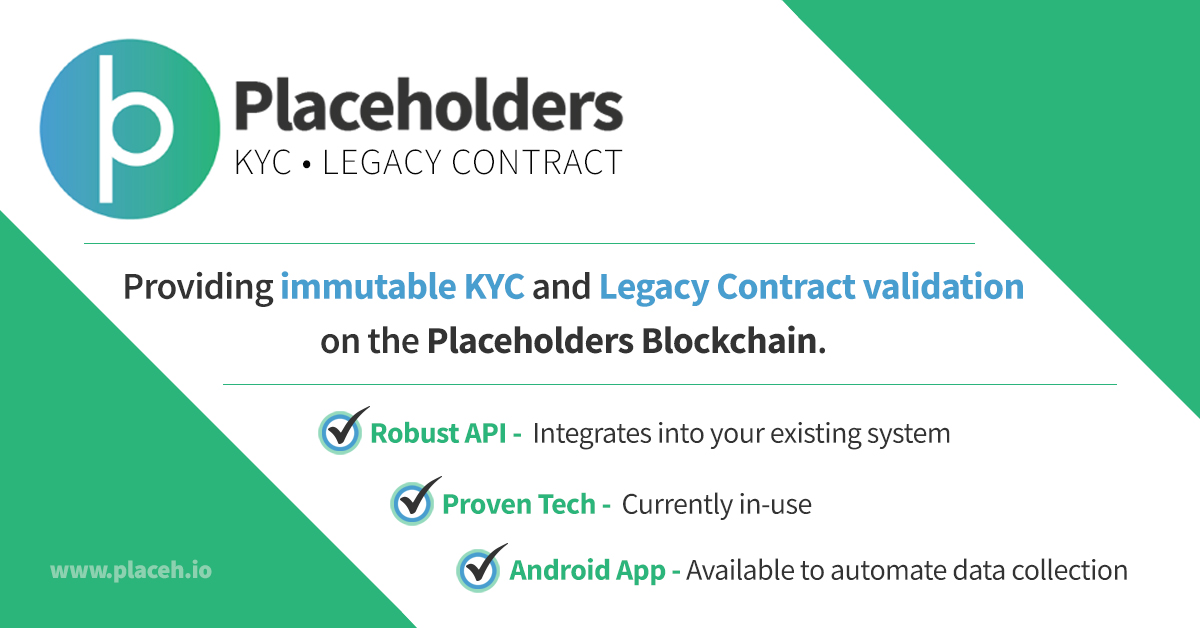 Placeholders
KYC • LEGACY CONTRACT
Providing immutable KYC and Legacy Contract validation
on the Placeholders Blockchain.
Robust API - Integrates into your existing system
Proven Tech - Currently in-use
Android App - Available to automate data collection
www.placeh.io